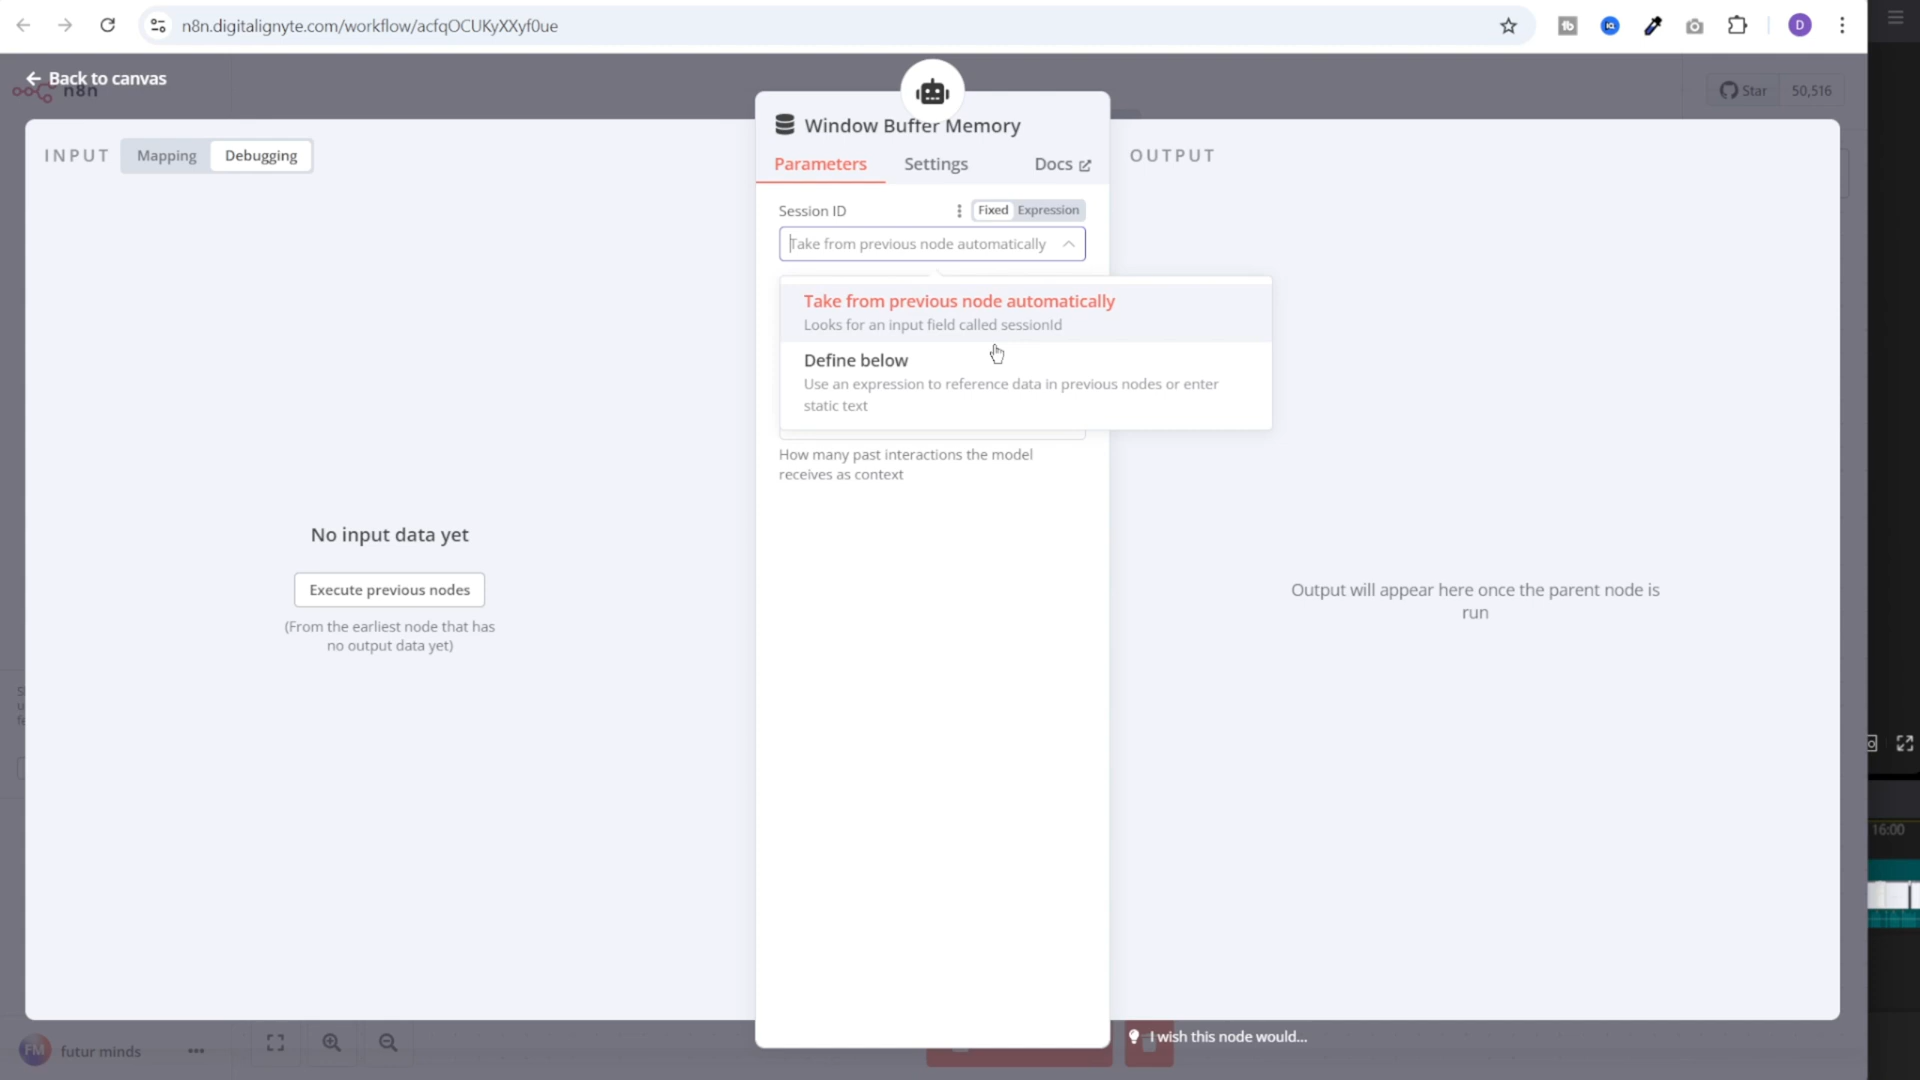 n8n.digitalignyte.com/workflow/acfqOCUKyXXyf0ue
D
Back to canvas
n8n
Star 50,516
INPUT
Mapping
Debugging
Window Buffer Memory
Parameters
Settings
Docs
OUTPUT
Session ID
Fixed
Expression
Take from previous node automatically
Take from previous node automatically
Looks for an input field called sessionId
Define below
Use an expression to reference data in previous nodes or enter
static text
How many past interactions the model
receives as context
No input data yet
Execute previous nodes
(From the earliest node that has
no output data yet)
Output will appear here once the parent node is
run
16:00
I wish this node would...
FM
futur minds